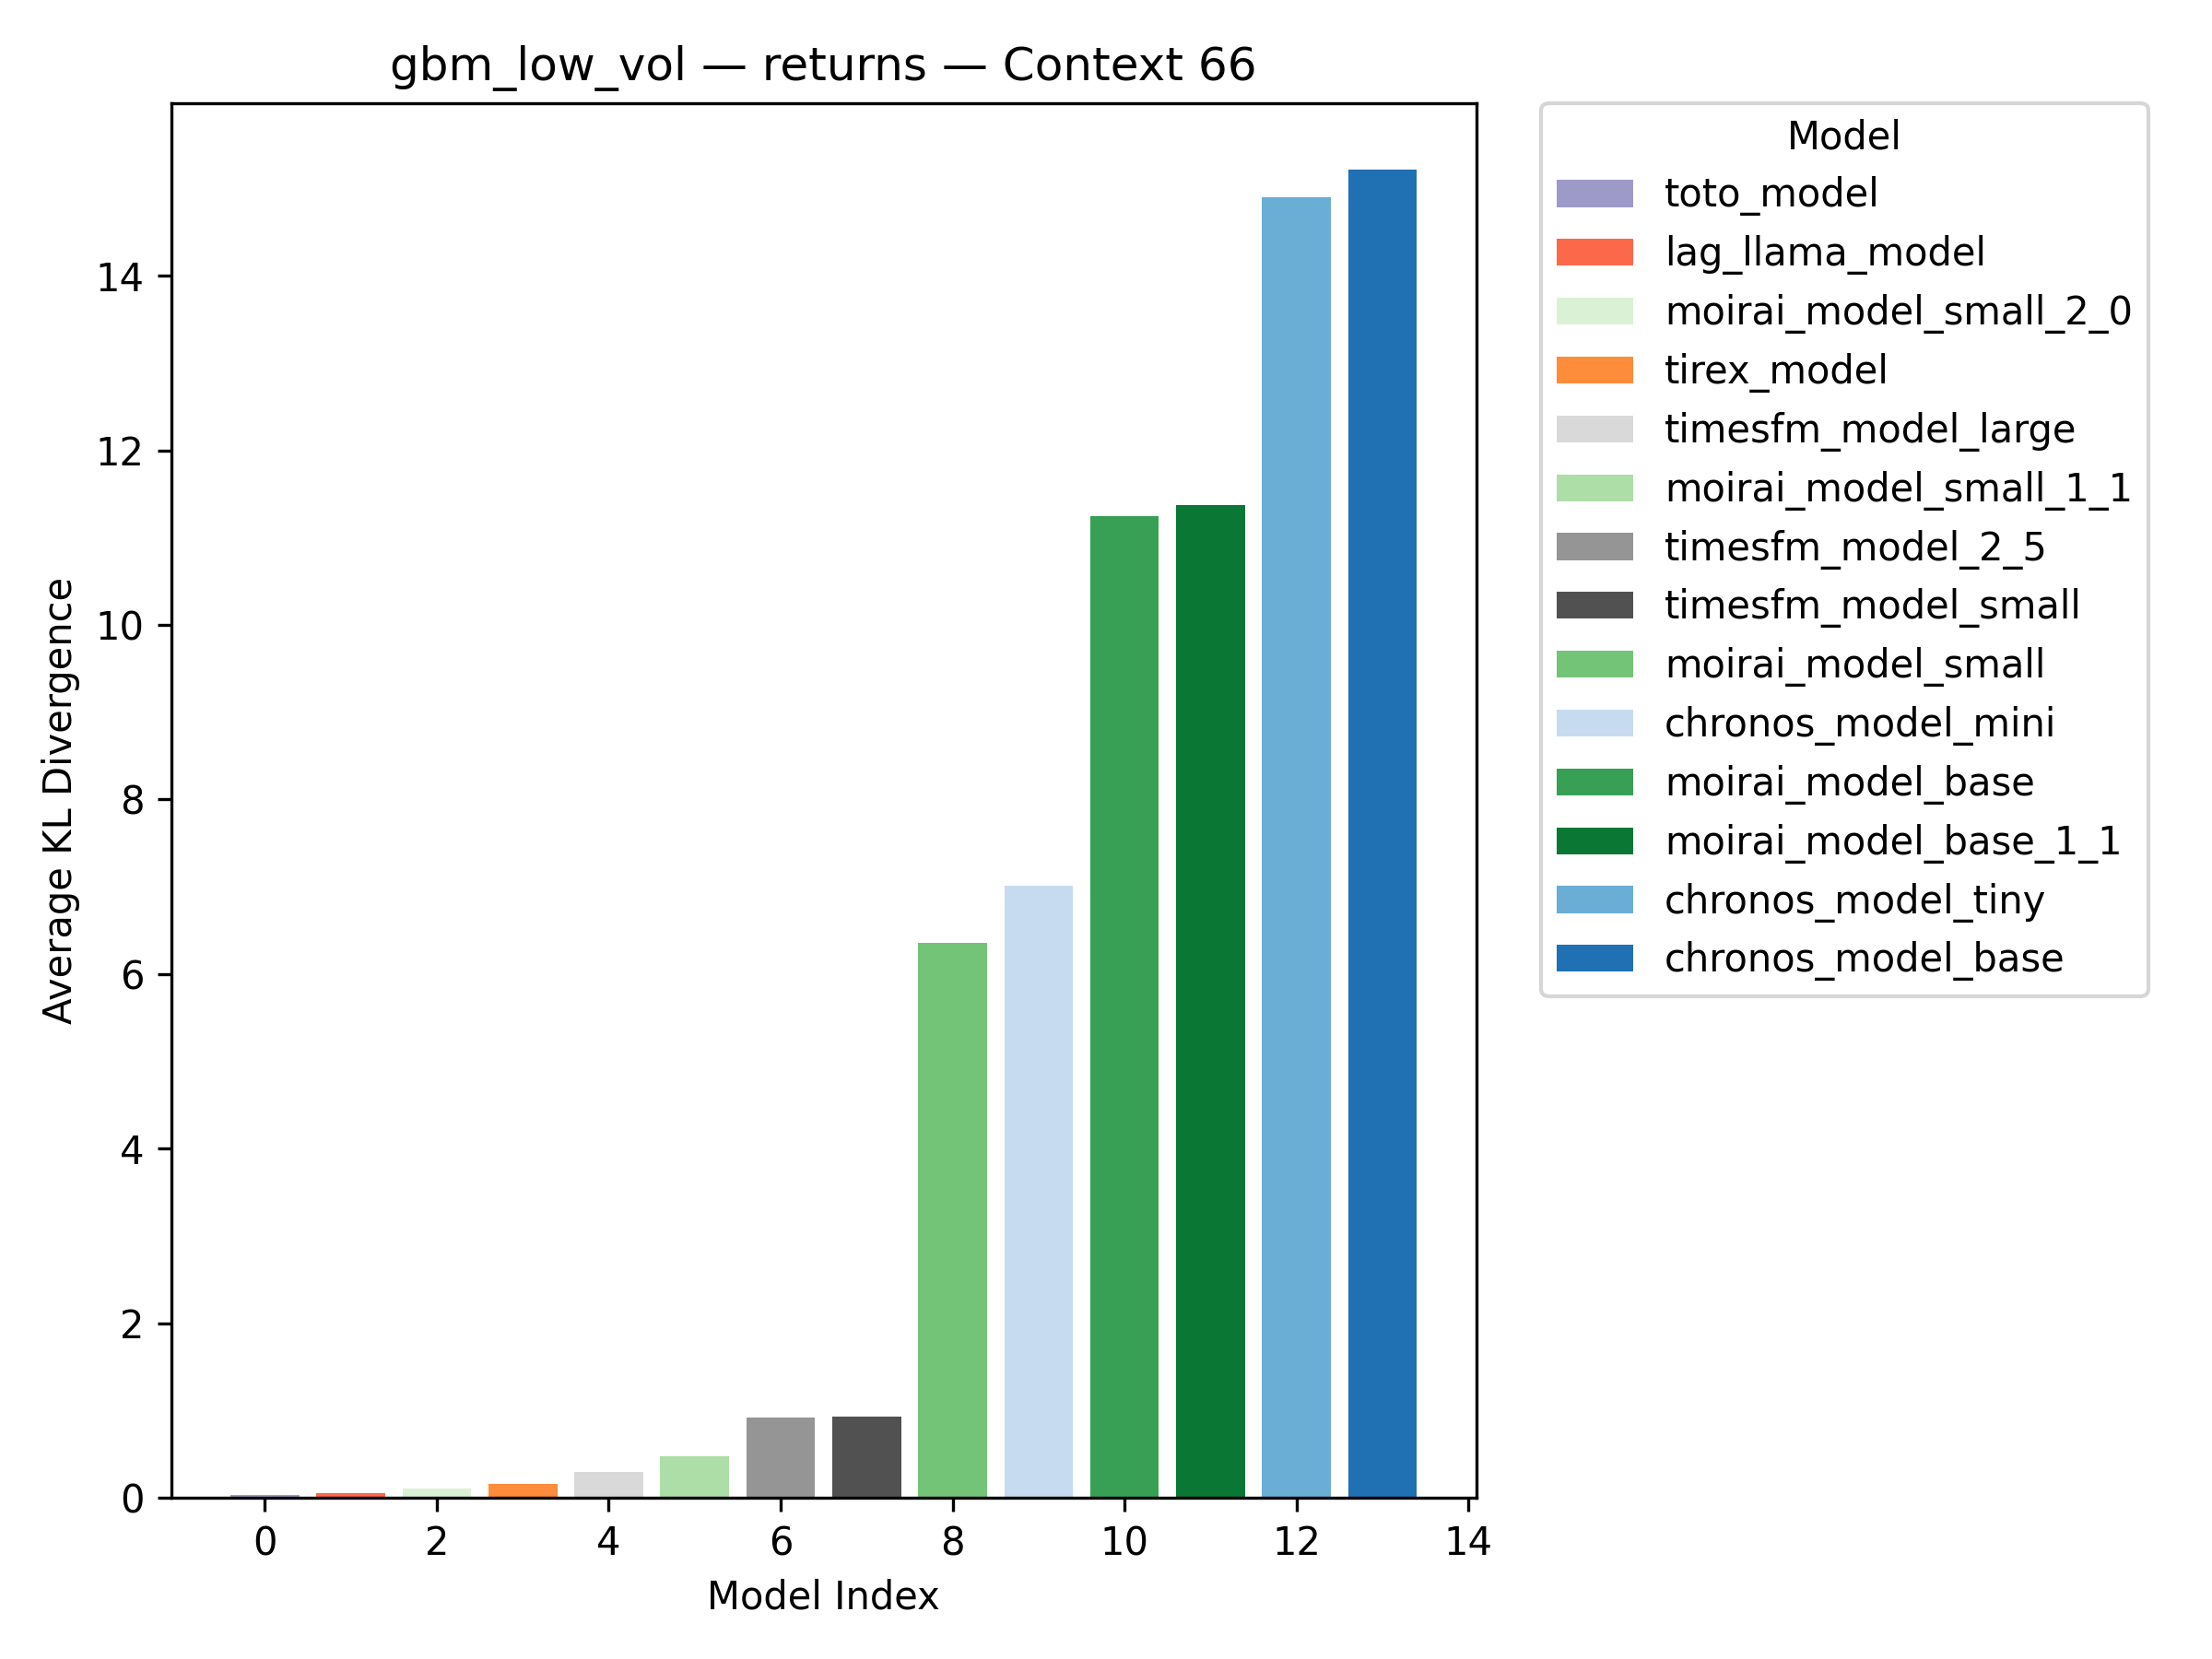 gbm_low_vol — returns — Context 66
Average KL Divergence
14
12
10
8
6
4
2
0
0 2 4 6 8 10 12 14
Model Index
Model
toto_model
lag_llama_model
moirai_model_small_2_0
tirex_model
timesfm_model_large
moirai_model_small_1_1
timesfm_model_2_5
timesfm_model_small
moirai_model_small
chronos_model_mini
moirai_model_base
moirai_model_base_1_1
chronos_model_tiny
chronos_model_base